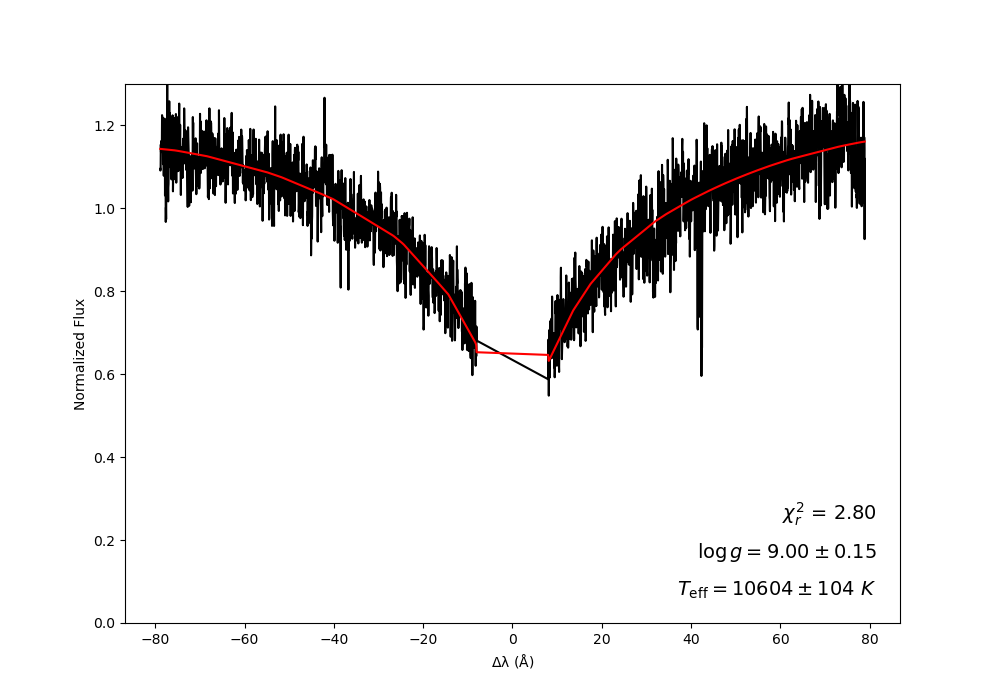 1.2
1.0
0.8
0.6
0.4
0.2
0.0
Normalized Flux
χ²ᵣ = 2.80
log g = 9.00 ± 0.15
T_eff = 10604 ± 104 K
−80 −60 −40 −20 0 20 40 60 80
Δλ (Å)